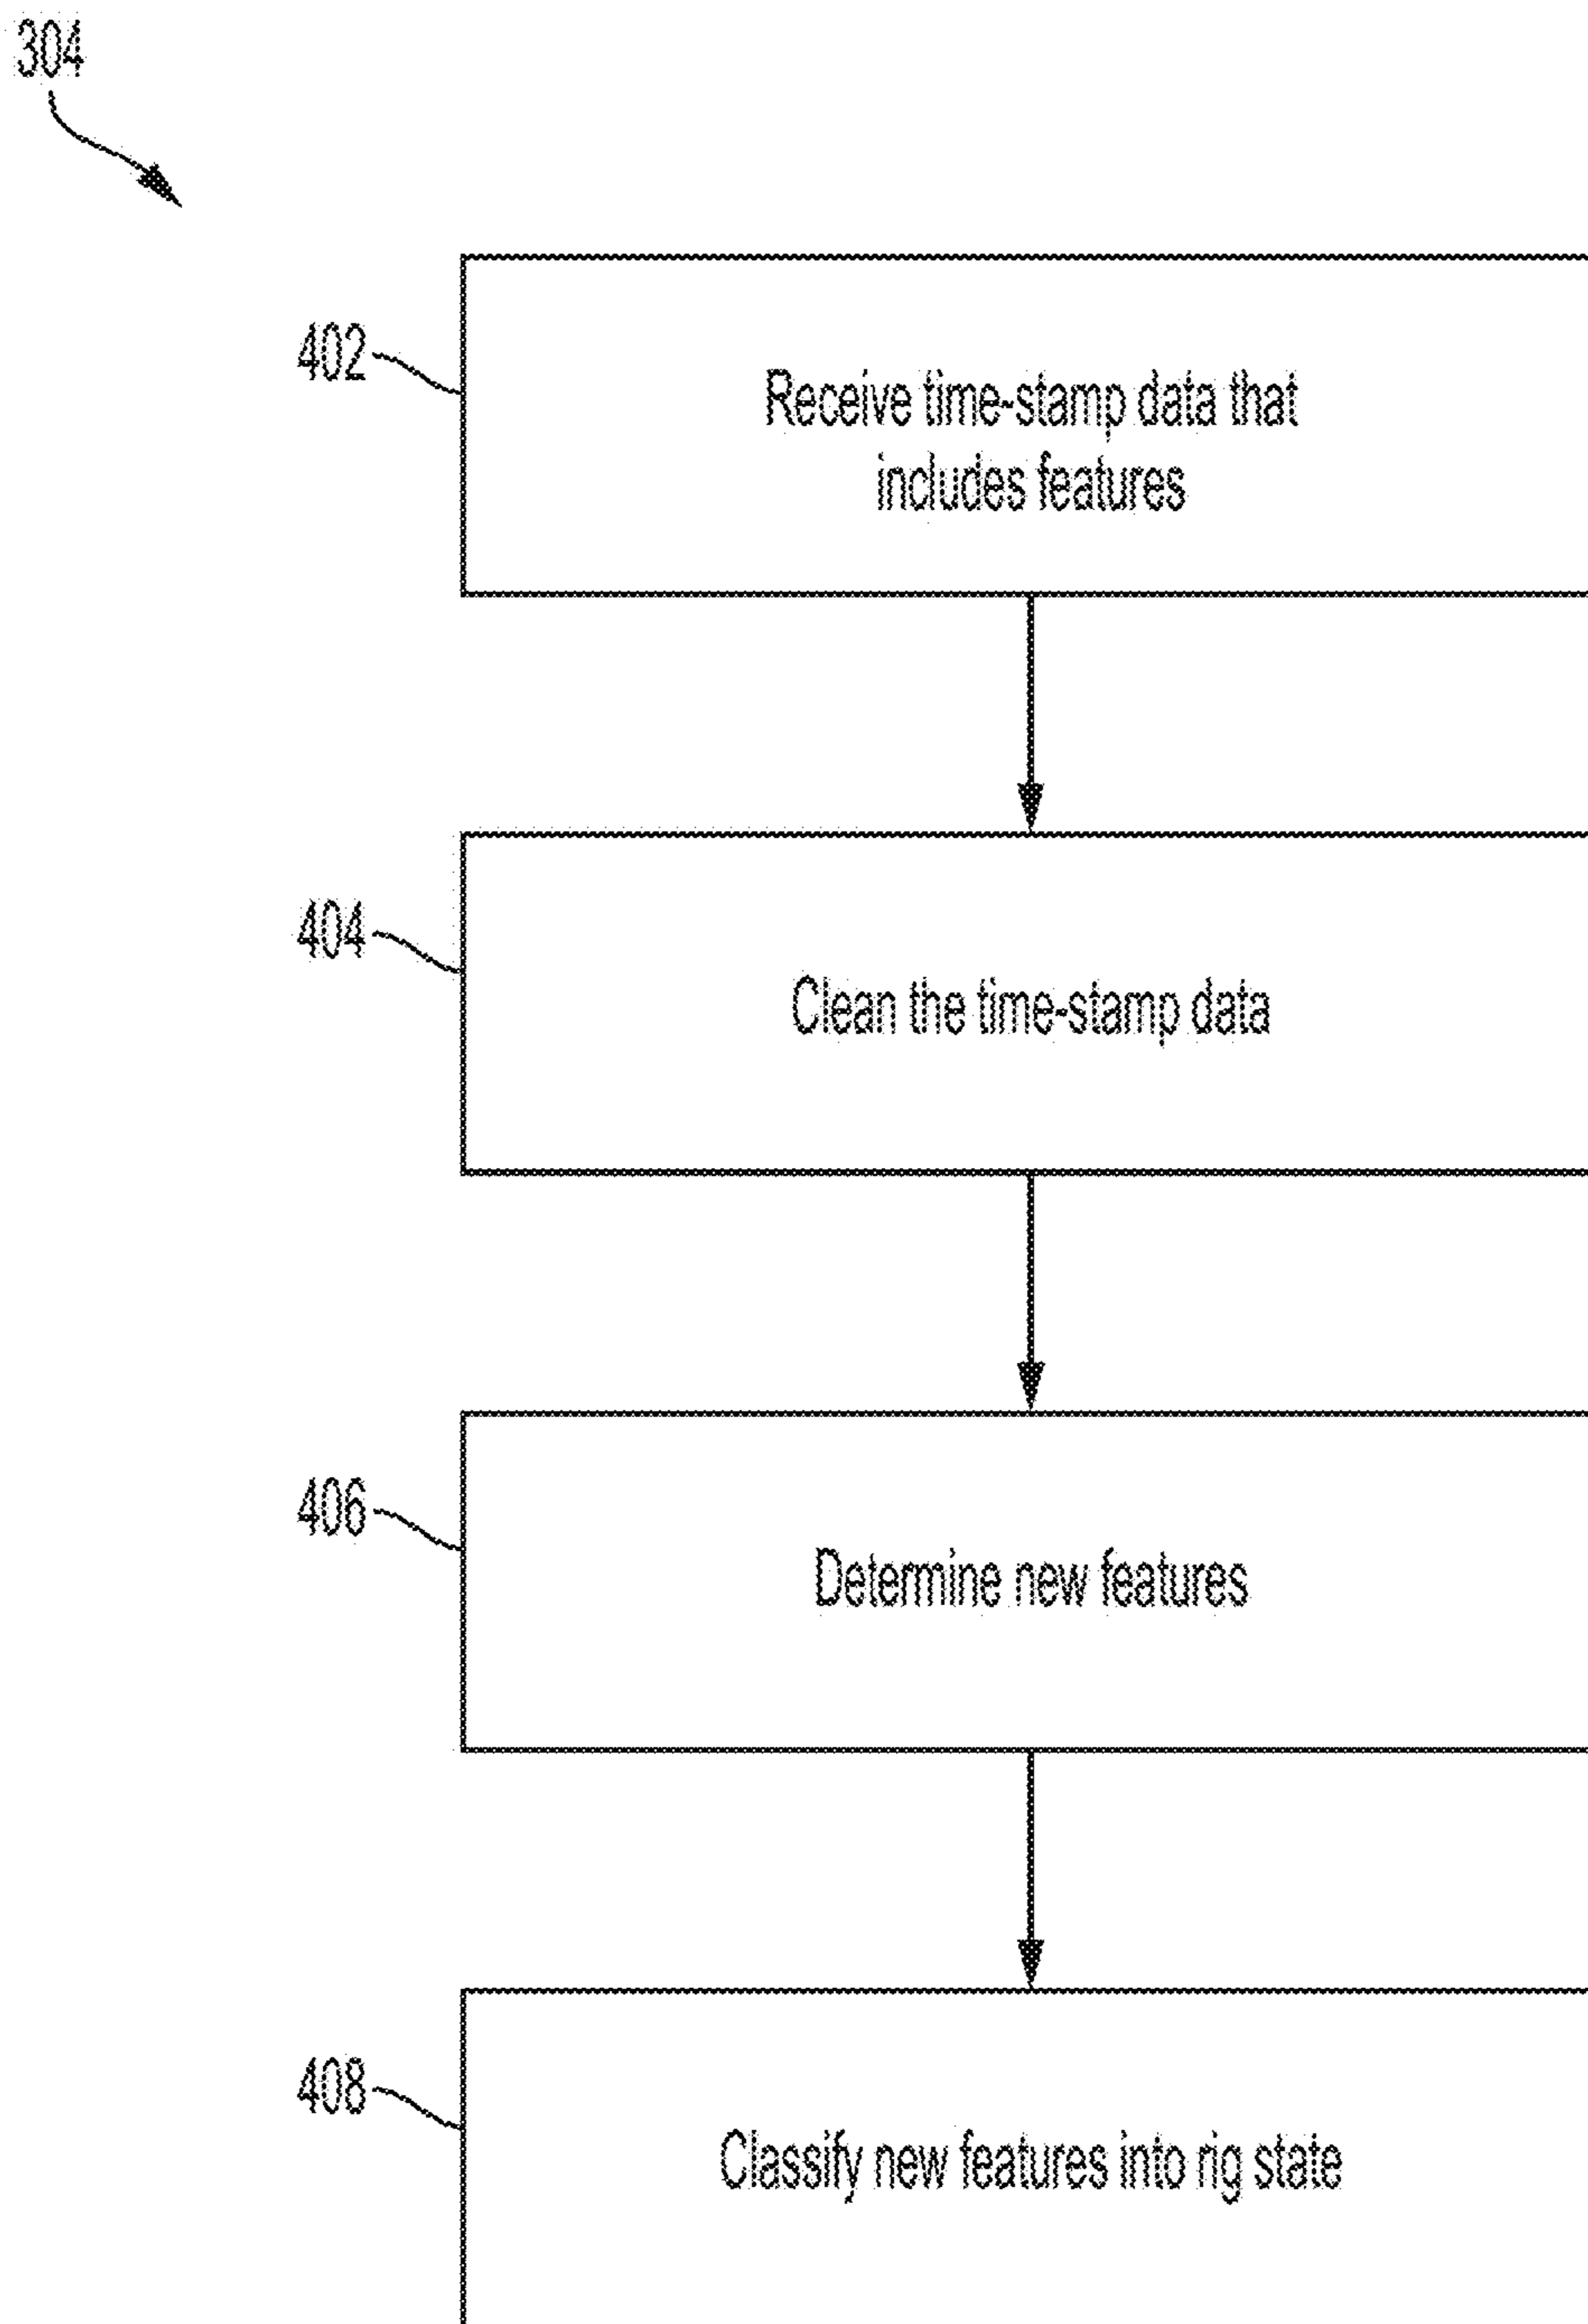 304
402
Receive time-stamp data that
includes features
404
Clean the time-stamp data
406
Determine new features
408
Classify new features into rig state